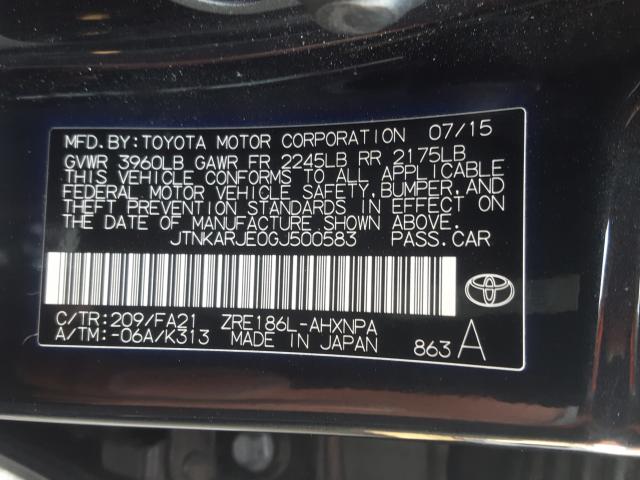 MFD. BY: TOYOTA MOTOR CORPORATION 07/15
GVWR 3960LB GAWR FR 2245LB RR 2175LB
THIS VEHICLE CONFORMS TO ALL APPLICABLE
FEDERAL MOTOR VEHICLE SAFETY, BUMPER, AND
THEFT PREVENTION STANDARDS IN EFFECT ON
THE DATE OF MANUFACTURE SHOWN ABOVE.
JTNKARJE0GJ500583 PASS. CAR
C/TR: 209/FA21 ZRE186L-AHXNPA
A/TM: -06A/K313 MADE IN JAPAN 863 A